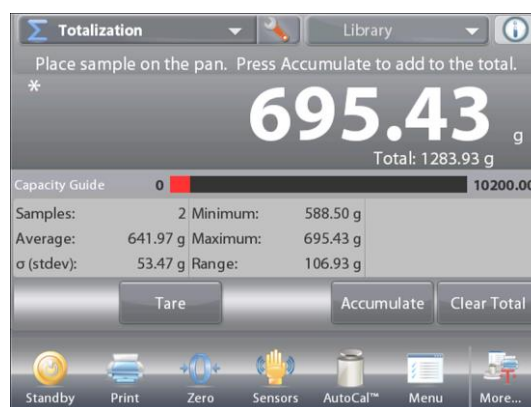 Σ Totalization Library
Place sample on the pan. Press Accumulate to add to the total.
*
695.43 g
Total: 1283.93 g
Capacity Guide 0 10200.00
Samples: 2 Minimum: 588.50 g
Average: 641.97 g Maximum: 695.43 g
σ (stdev): 53.47 g Range: 106.93 g
Tare Accumulate Clear Total
Standby Print Zero Sensors AutoCal™ Menu More...